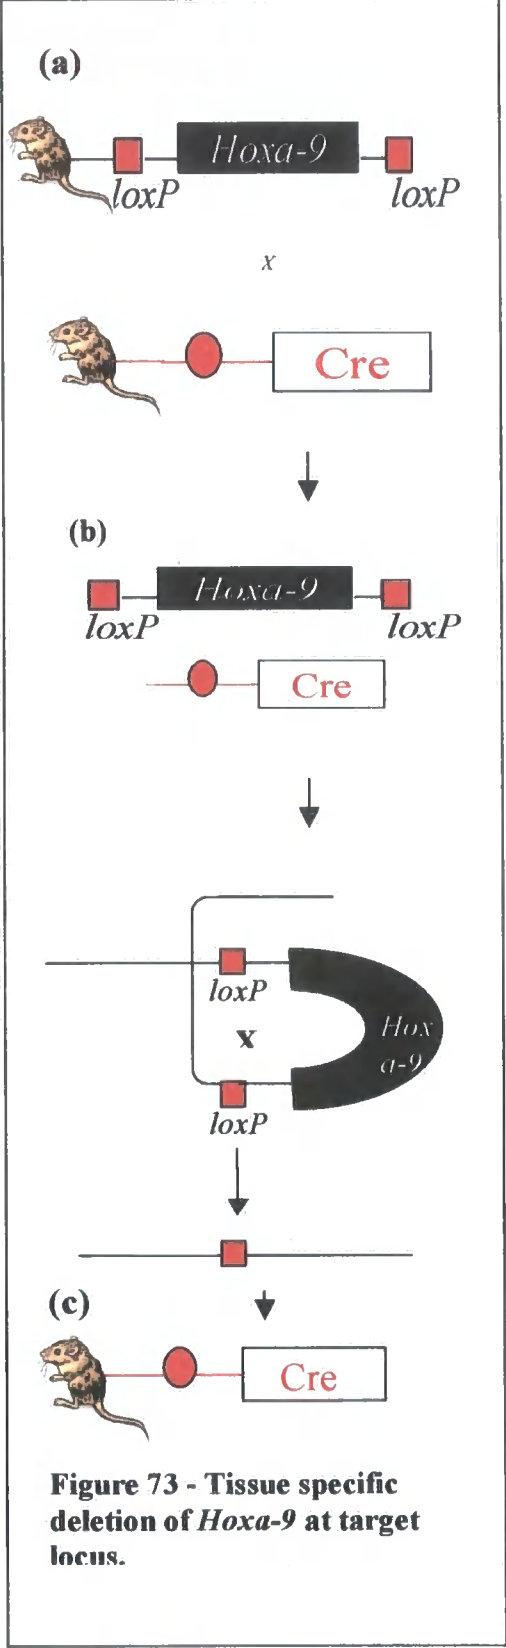 (a)
Hoxa-9
loxP loxP
x
Cre
(b)
Hoxa-9
loxP loxP
Cre
loxP
x
Hox
a-9
loxP
(c)
Cre
Figure 73 - Tissue specific
deletion of Hoxa-9 at target
locus.